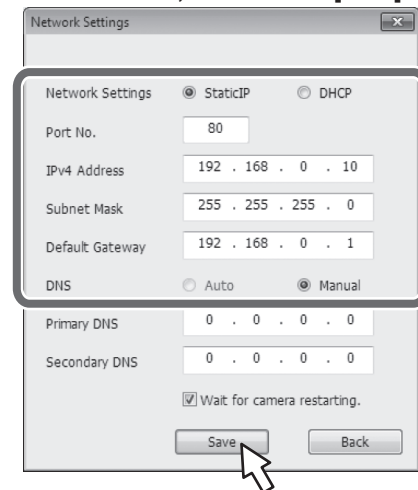 Network Settings
Network Settings StaticIP DHCP
Port No. 80
IPv4 Address 192 . 168 . 0 . 10
Subnet Mask 255 . 255 . 255 . 0
Default Gateway 192 . 168 . 0 . 1
DNS Auto Manual
Primary DNS 0 . 0 . 0 . 0
Secondary DNS 0 . 0 . 0 . 0
Wait for camera restarting.
Save Back